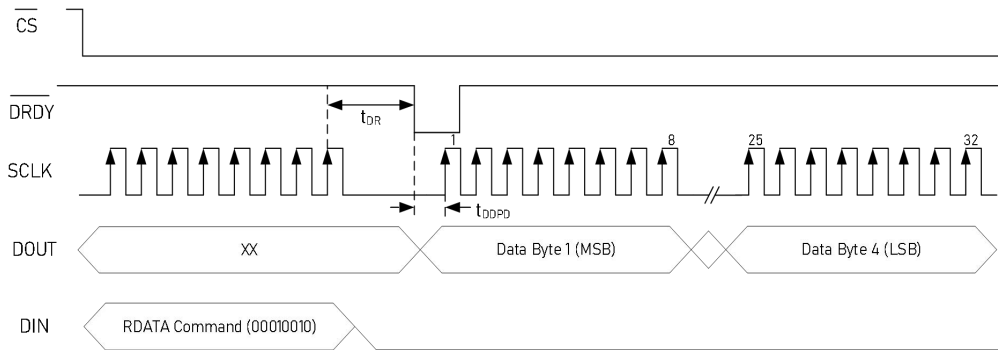 CS
DRDY
tDR
SCLK
1
8
25
32
tDDPD
DOUT
XX
Data Byte 1 (MSB)
Data Byte 4 (LSB)
DIN
RDATA Command (00010010)